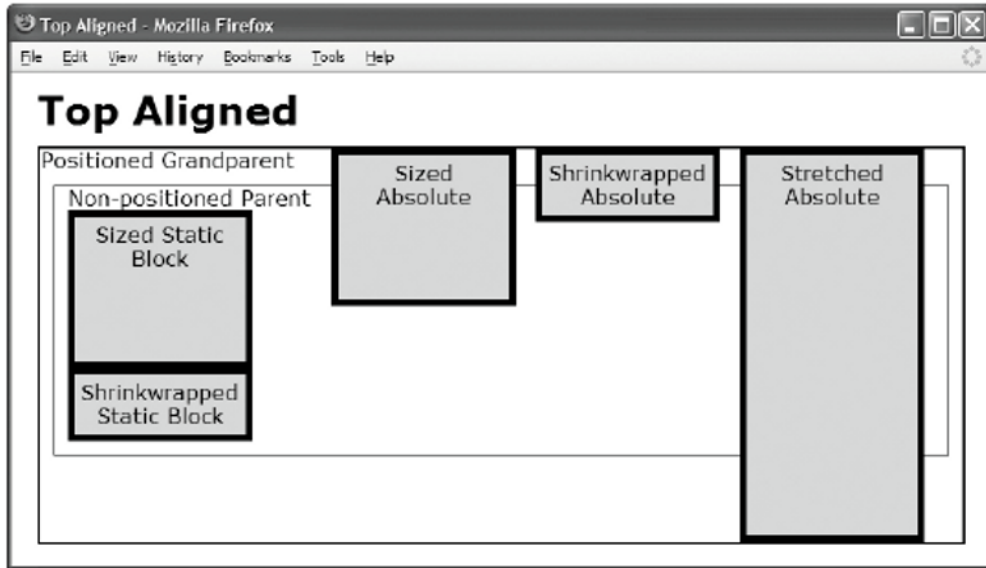 Top Aligned - Mozilla Firefox
File Edit View History Bookmarks Tools Help
Top Aligned
Positioned Grandparent
Non-positioned Parent
Sized Static
Block
Shrinkwrapped
Static Block
Sized
Absolute
Shrinkwrapped
Absolute
Stretched
Absolute